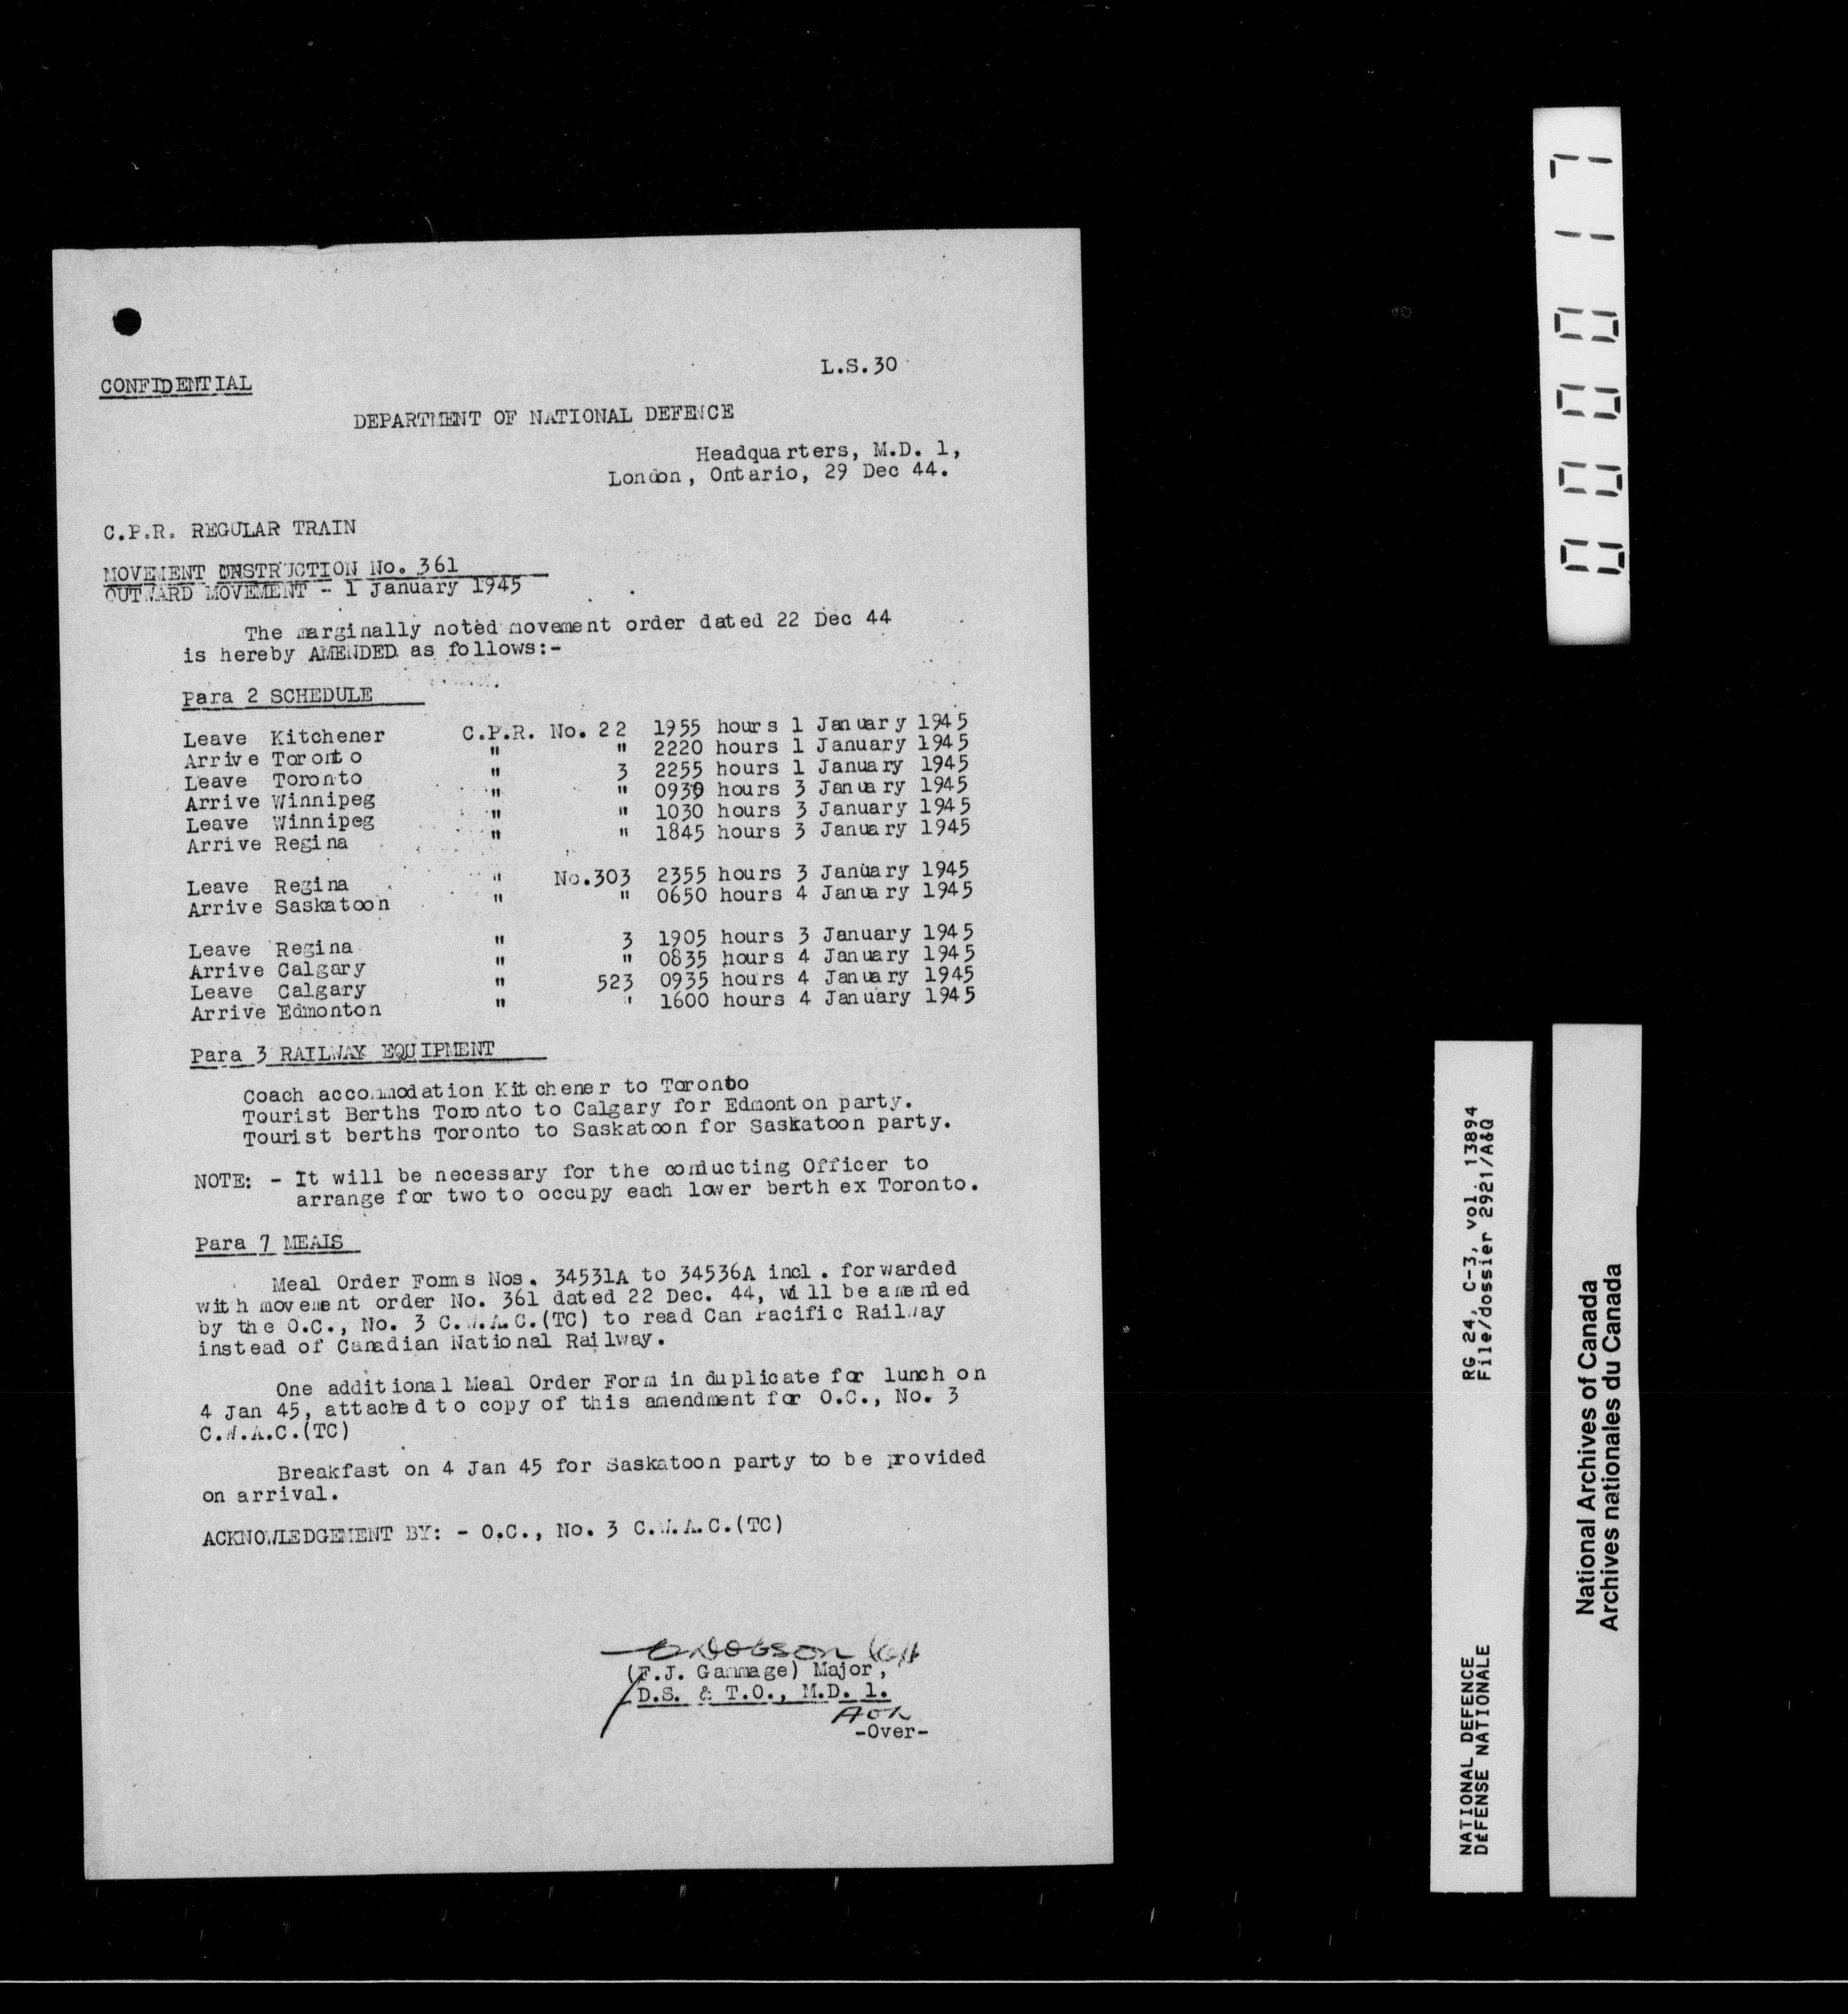 L.S.30
CONFIDENTIAL
DEPARTMENT OF NATIONAL DEFENCE
Headquarters, M.D. 1,
London, Ontario, 29 Dec 44.
C.P.R. REGULAR TRAIN
MOVEMENT INSTRUCTION No. 361
OUTWARD MOVEMENT - 1 January 1945
The marginally noted movement order dated 22 Dec 44
is hereby AMENDED as follows:-
Para 2 SCHEDULE
Leave Kitchener C.P.R. No. 22 1955 hours 1 January 1945
Arrive Toronto " " 2220 hours 1 January 1945
Leave Toronto " 3 2255 hours 1 January 1945
Arrive Winnipeg " " 0930 hours 3 January 1945
Leave Winnipeg " " 1030 hours 3 January 1945
Arrive Regina " " 1845 hours 3 January 1945
Leave Regina " No.303 2355 hours 3 January 1945
Arrive Saskatoon " " 0650 hours 4 January 1945
Leave Regina " 3 1905 hours 3 January 1945
Arrive Calgary " " 0835 hours 4 January 1945
Leave Calgary " 523 0935 hours 4 January 1945
Arrive Edmonton " " 1600 hours 4 January 1945
Para 3 RAILWAY EQUIPMENT
Coach accommodation Kitchener to Toronto
Tourist Berths Toronto to Calgary for Edmonton party.
Tourist berths Toronto to Saskatoon for Saskatoon party.
NOTE: - It will be necessary for the conducting Officer to
arrange for two to occupy each lower berth ex Toronto.
Para 7 MEALS
Meal Order Forms Nos. 34531A to 34536A incl. forwarded
with movement order No. 361 dated 22 Dec. 44, will be amended
by the O.C., No. 3 C.W.A.C.(TC) to read Can Pacific Railway
instead of Canadian National Railway.
One additional Meal Order Form in duplicate for lunch on
4 Jan 45, attached to copy of this amendment for O.C., No. 3
C.W.A.C.(TC)
Breakfast on 4 Jan 45 for Saskatoon party to be provided
on arrival.
ACKNOWLEDGEMENT BY: - O.C., No. 3 C.W.A.C.(TC)
(F.J. Gammage) Major,
D.S. & T.O., M.D. 1.
-Over-
000017
RG 24, C-3, vol. 13894
File/dossier 2921/A&Q
NATIONAL DEFENCE
DÉFENSE NATIONALE
National Archives of Canada
Archives nationales du Canada